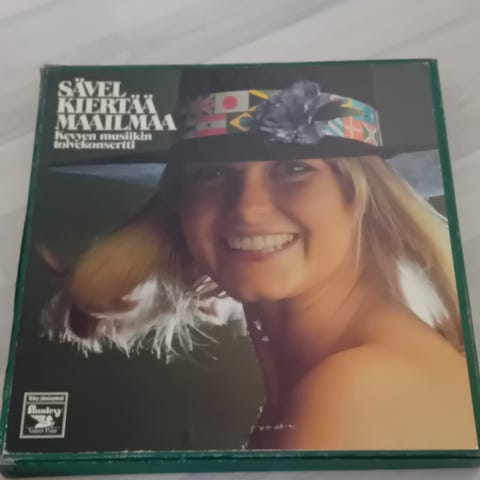 SÄVEL
KIERTÄÄ
MAAILMAA
Kevyen musiikin
toivekonsertti